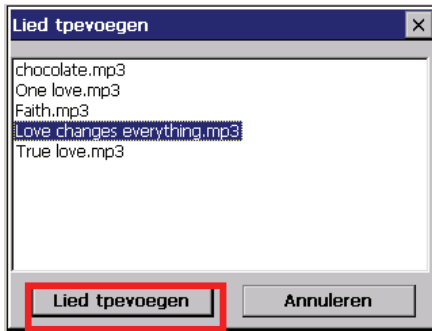 Lied tpevoegen
chocolate.mp3
One love.mp3
Faith.mp3
Love changes everything.mp3
True love.mp3
Lied tpevoegen
Annuleren